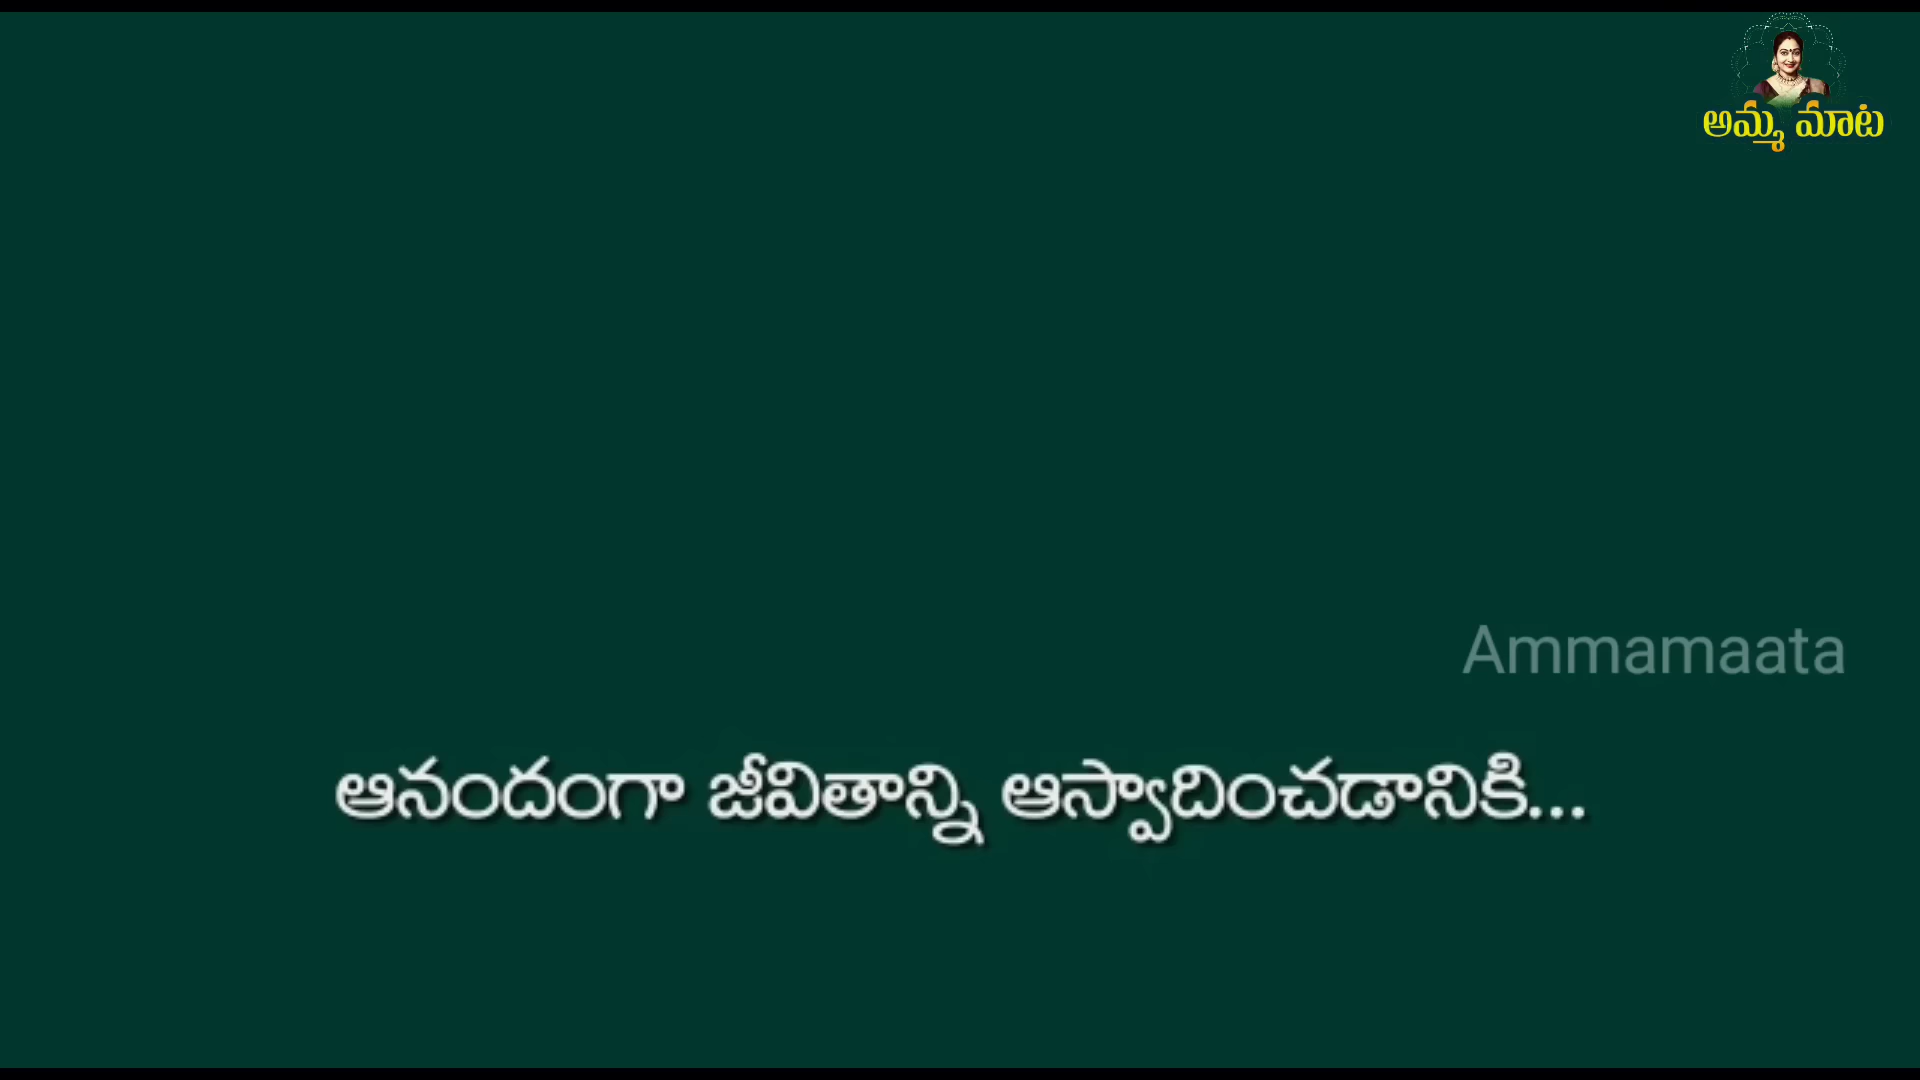 అమ్మ మాట
Ammamaata
ఆనందంగా జీవితాన్ని ఆస్వాదించడానికి...